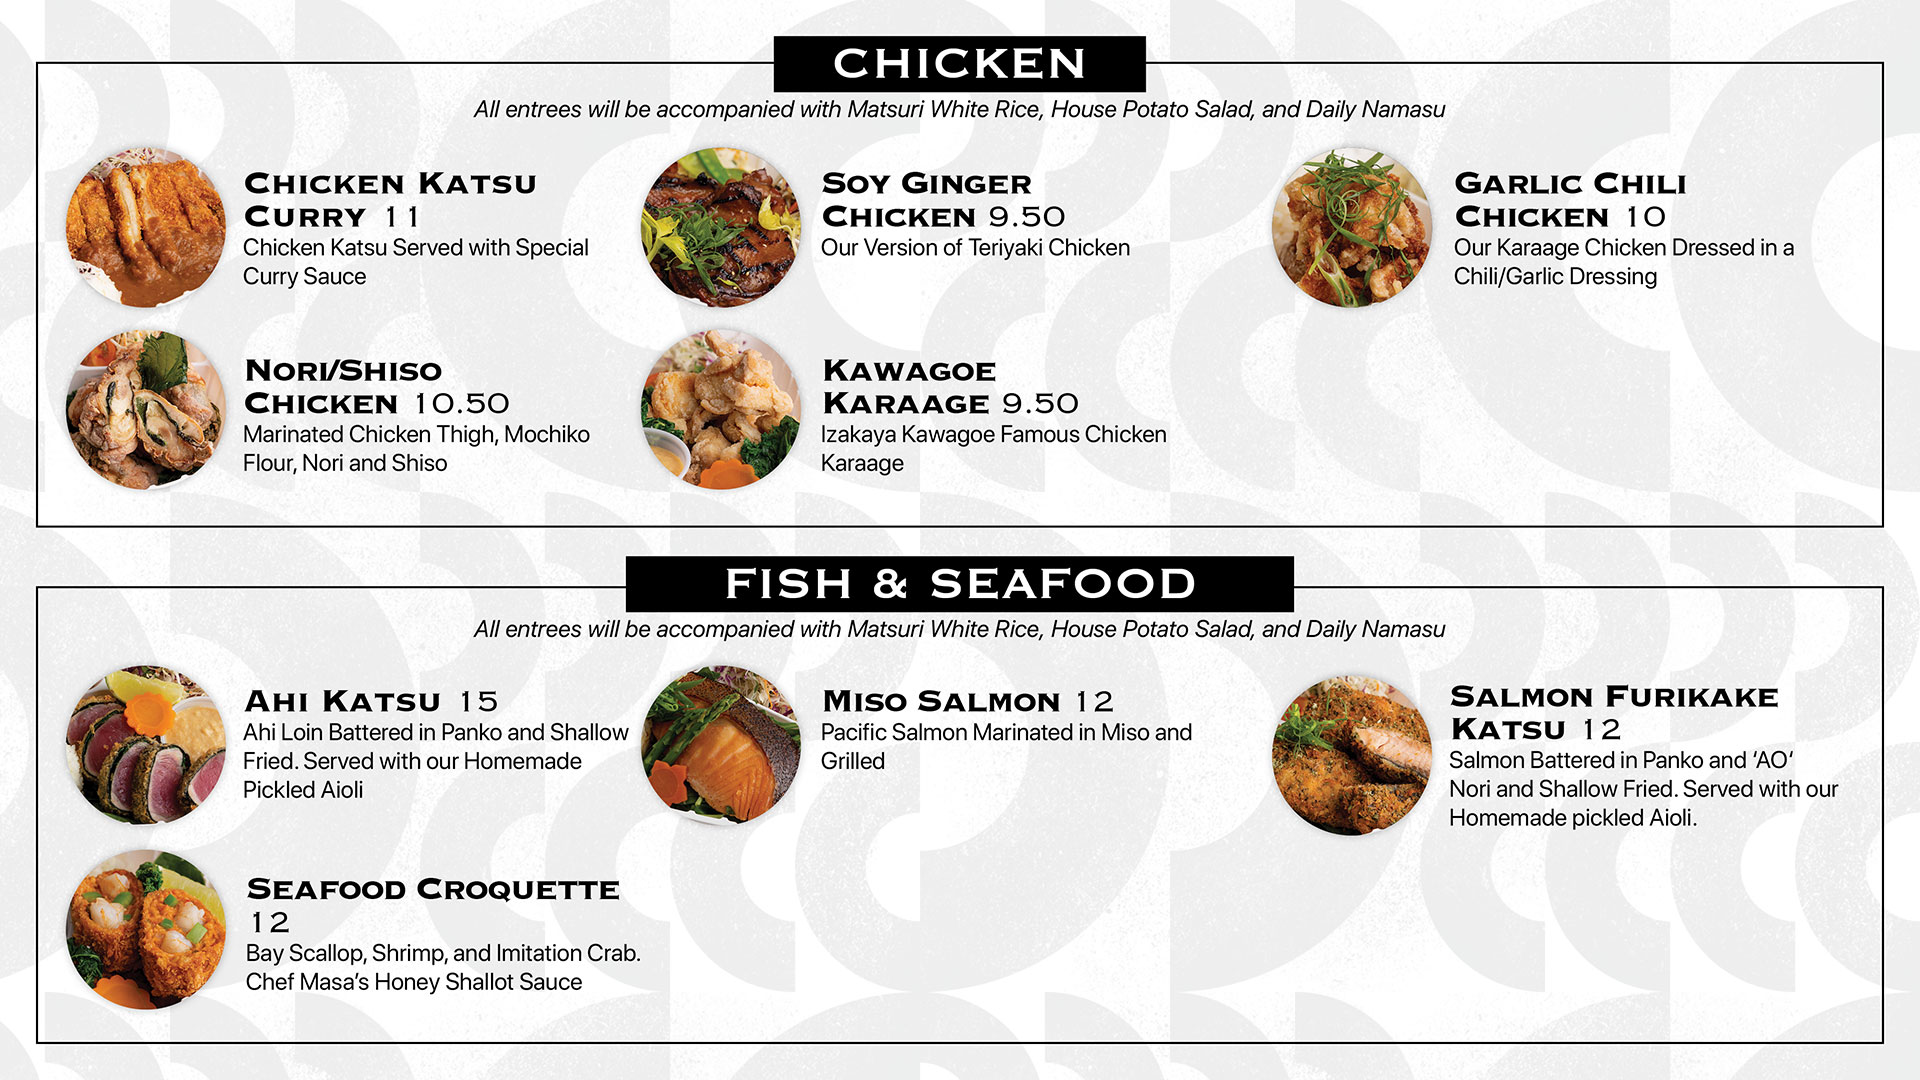 CHICKEN
All entrees will be accompanied with Matsuri White Rice, House Potato Salad, and Daily Namasu
CHICKEN KATSU
CURRY 11
Chicken Katsu Served with Special
Curry Sauce
SOY GINGER
CHICKEN 9.50
Our Version of Teriyaki Chicken
GARLIC CHILI
CHICKEN 10
Our Karaage Chicken Dressed in a
Chili/Garlic Dressing
NORI/SHISO
CHICKEN 10.50
Marinated Chicken Thigh, Mochiko
Flour, Nori and Shiso
KAWAGOE
KARAAGE 9.50
Izakaya Kawagoe Famous Chicken
Karaage
FISH & SEAFOOD
All entrees will be accompanied with Matsuri White Rice, House Potato Salad, and Daily Namasu
AHI KATSU 15
Ahi Loin Battered in Panko and Shallow
Fried. Served with our Homemade
Pickled Aioli
MISO SALMON 12
Pacific Salmon Marinated in Miso and
Grilled
SALMON FURIKAKE
KATSU 12
Salmon Battered in Panko and ‘AO‘
Nori and Shallow Fried. Served with our
Homemade pickled Aioli.
SEAFOOD CROQUETTE
12
Bay Scallop, Shrimp, and Imitation Crab.
Chef Masa’s Honey Shallot Sauce